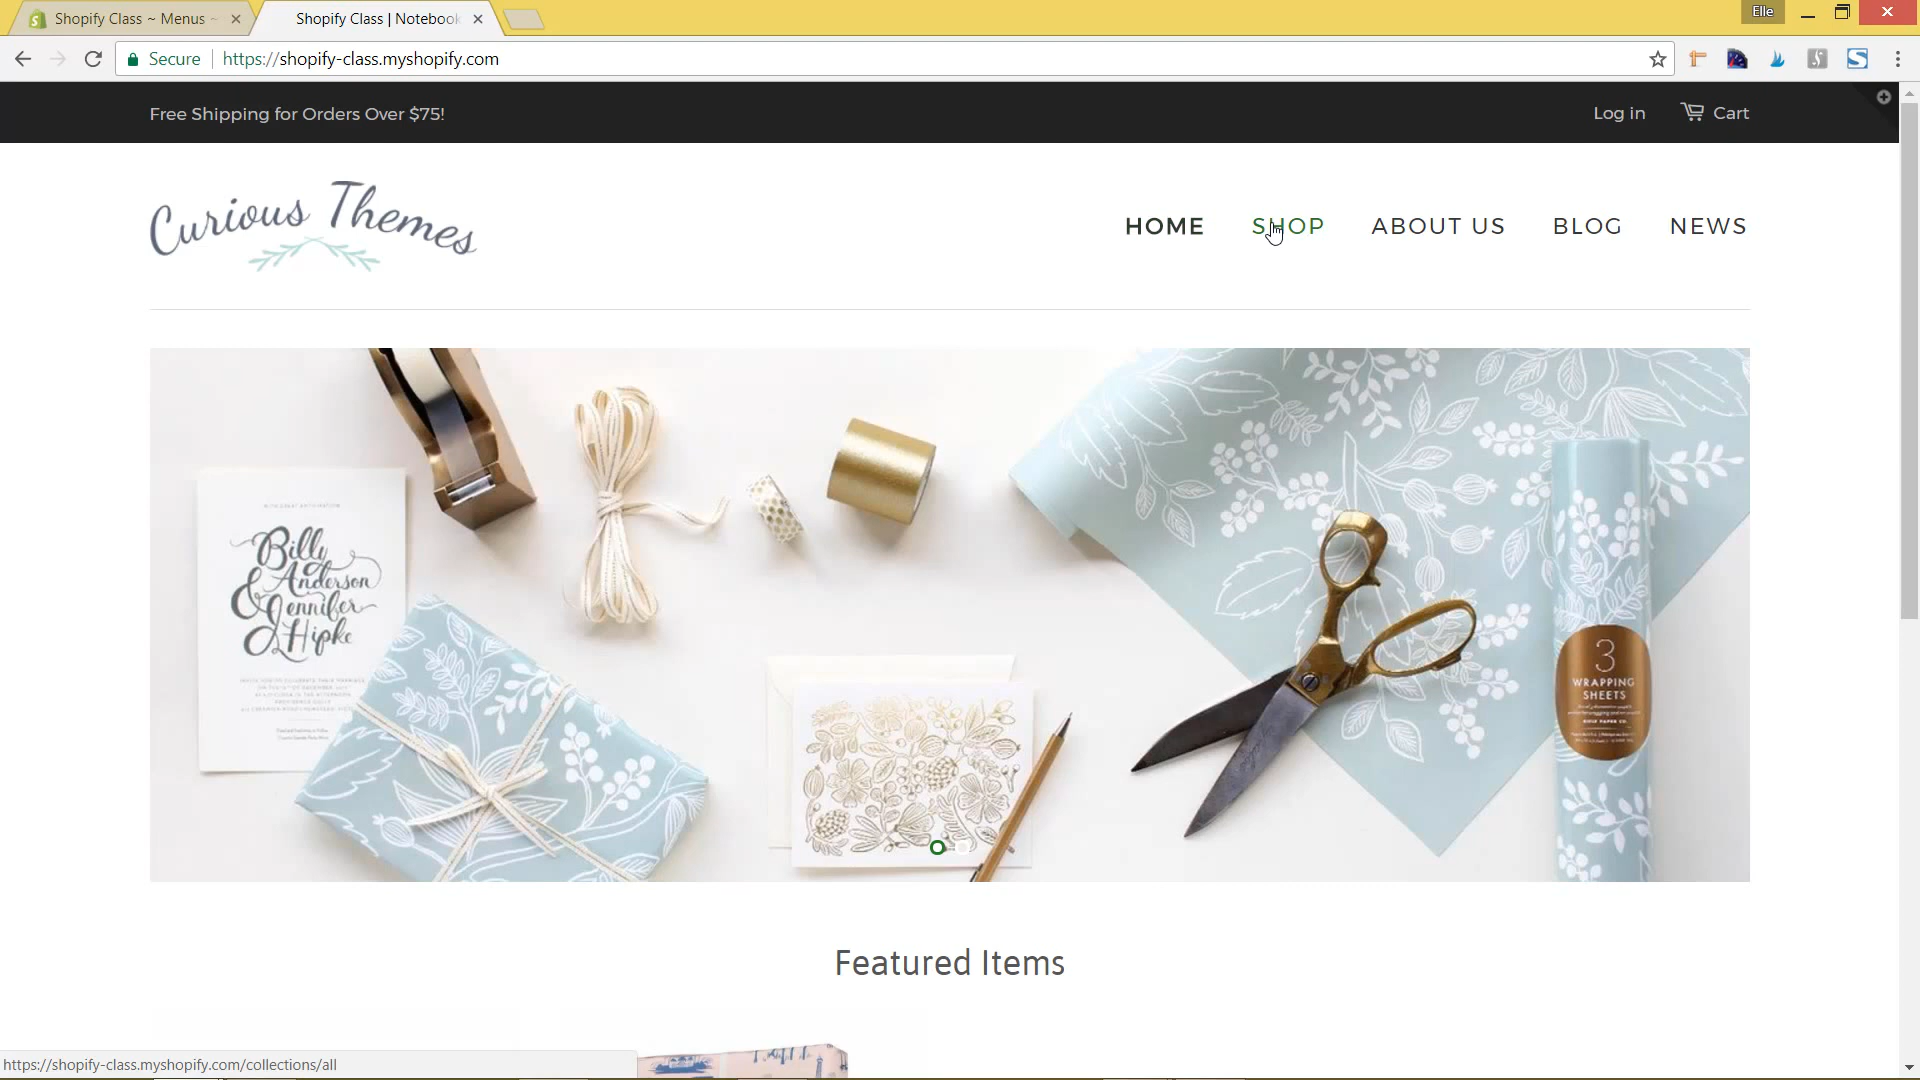 Shopify Class ~ Menus ~
Shopify Class | Notebook
Elle
Secure
https://shopify-class.myshopify.com
Free Shipping for Orders Over $75!
Log in
Cart
Curious Themes
HOME
SHOP
ABOUT US
BLOG
NEWS
Billy
Anderson
& Jennifer
Hipke
3
WRAPPING
SHEETS
Featured Items
https://shopify-class.myshopify.com/collections/all